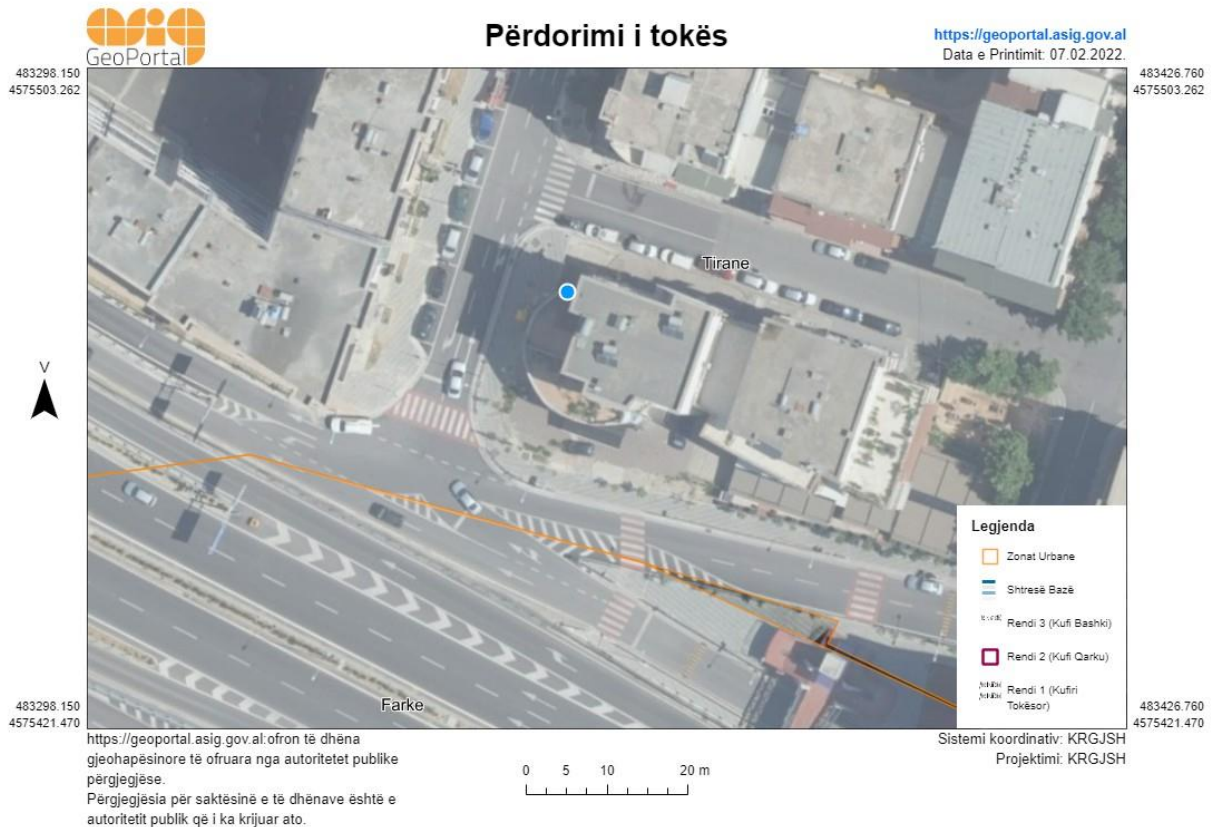 asig
GeoPortal
Përdorimi i tokës
https://geoportal.asig.gov.al
Data e Printimit: 07.02.2022.
483298.150
4575503.262
483426.760
4575503.262
Tirane
V
Farke
Legjenda
Zonat Urbane
Shtresë Bazë
Rendi 3 (Kufi Bashki)
Rendi 2 (Kufi Qarku)
Rendi 1 (Kufiri
Tokësor)
483298.150
4575421.470
483426.760
4575421.470
https://geoportal.asig.gov.al:ofron të dhëna
gjeohapësinore të ofruara nga autoritetet publike
përgjegjëse.
Përgjegjësia për saktësinë e të dhënave është e
autoritetit publik që i ka krijuar ato.
0 5 10 20 m
Sistemi koordinativ: KRGJSH
Projektimi: KRGJSH